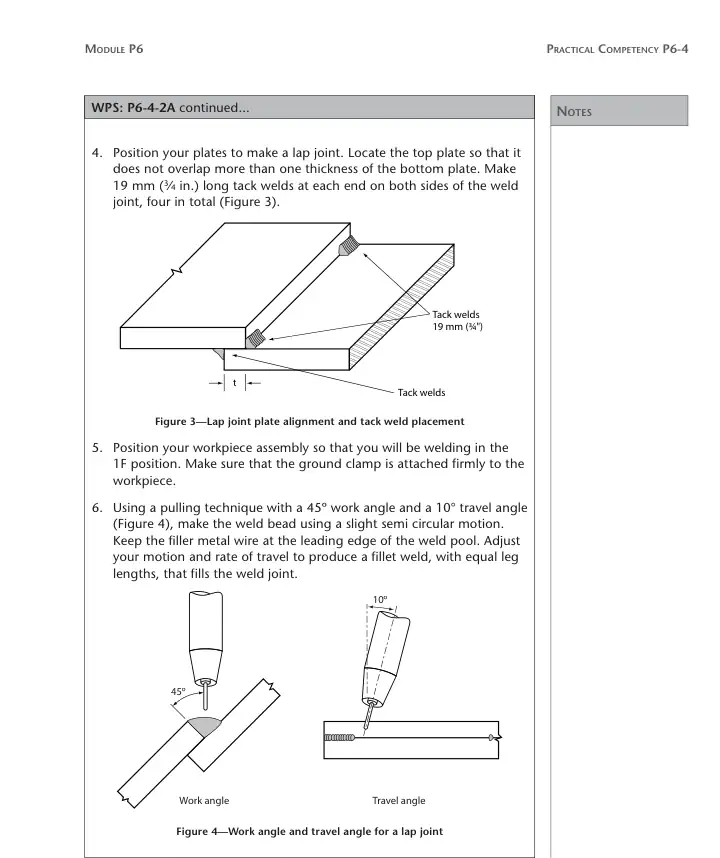 MODULE P6
PRACTICAL COMPETENCY P6-4
WPS: P6-4-2A continued...
NOTES
4. Position your plates to make a lap joint. Locate the top plate so that it
does not overlap more than one thickness of the bottom plate. Make
19 mm (¾ in.) long tack welds at each end on both sides of the weld
joint, four in total (Figure 3).
Tack welds
19 mm (¾")
t
Tack welds
Figure 3—Lap joint plate alignment and tack weld placement
5. Position your workpiece assembly so that you will be welding in the
1F position. Make sure that the ground clamp is attached firmly to the
workpiece.
6. Using a pulling technique with a 45º work angle and a 10° travel angle
(Figure 4), make the weld bead using a slight semi circular motion.
Keep the filler metal wire at the leading edge of the weld pool. Adjust
your motion and rate of travel to produce a fillet weld, with equal leg
lengths, that fills the weld joint.
10º
45º
Work angle
Travel angle
Figure 4—Work angle and travel angle for a lap joint